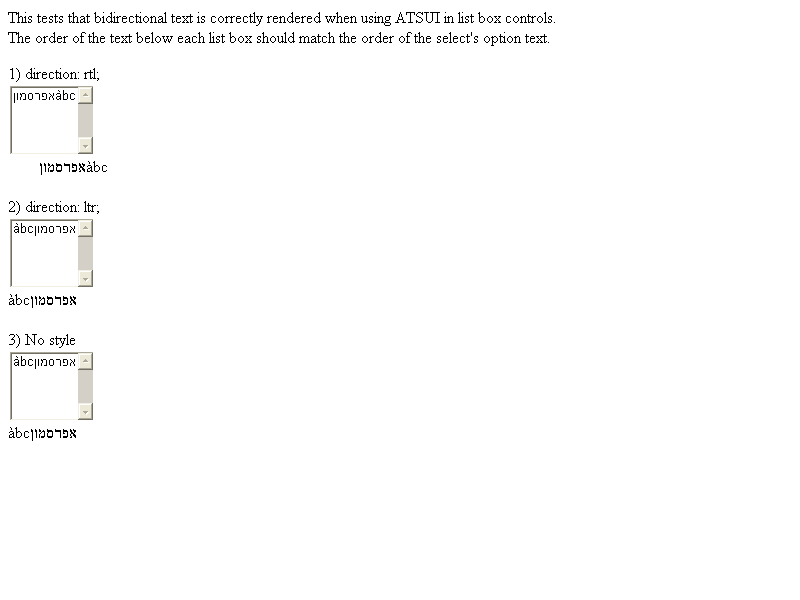 This tests that bidirectional text is correctly rendered when using ATSUI in list box controls.
The order of the text below each list box should match the order of the select's option text.
1) direction: rtl;
àbcאפרסמון
àbcאפרסמון
2) direction: ltr;
àbcאפרסמון
àbcאפרסמון
3) No style
àbcאפרסמון
àbcאפרסמון